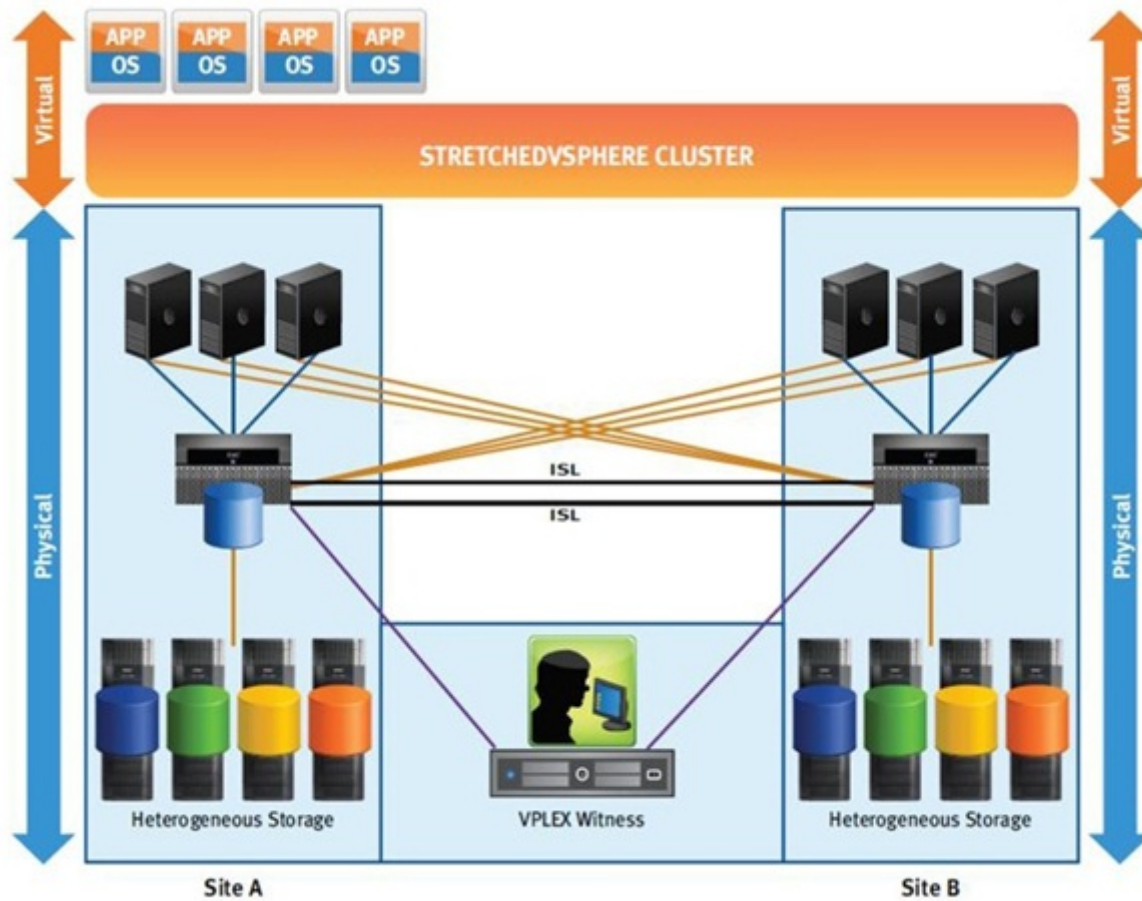 APP APP APP APP
OS OS OS OS
Virtual
Virtual
STRETCHEDVSPHERE CLUSTER
ISL
ISL
Physical
Physical
Heterogeneous Storage
VPLEX Witness
Heterogeneous Storage
Site A
Site B